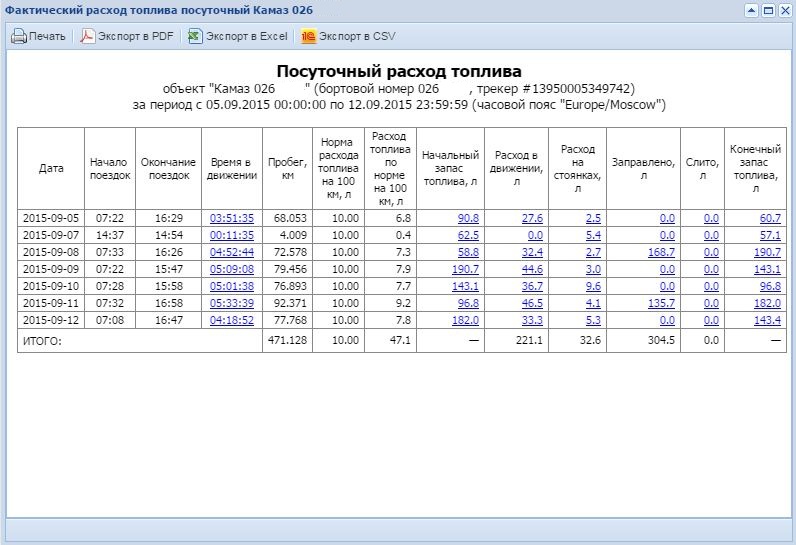 Фактический расход топлива посуточный Камаз 026
Печать Экспорт в PDF Экспорт в Excel 1С Экспорт в CSV
Посуточный расход топлива
объект "Камаз 026 " (бортовой номер 026 , трекер #13950005349742)
за период с 05.09.2015 00:00:00 по 12.09.2015 23:59:59 (часовой пояс "Europe/Moscow")
Дата Начало поездок Окончание поездок Время в движении Пробег, км Норма расхода топлива на 100 км, л Расход топлива по норме на 100 км, л Начальный запас топлива, л Расход в движении, л Расход на стоянках, л Заправлено, л Слито, л Конечный запас топлива, л
2015-09-05 07:22 16:29 03:51:35 68.053 10.00 6.8 90.8 27.6 2.5 0.0 0.0 60.7
2015-09-07 14:37 14:54 00:11:35 4.009 10.00 0.4 62.5 0.0 5.4 0.0 0.0 57.1
2015-09-08 07:33 16:26 04:52:44 72.578 10.00 7.3 58.8 32.4 2.7 168.7 0.0 190.7
2015-09-09 07:22 15:47 05:09:08 79.456 10.00 7.9 190.7 44.6 3.0 0.0 0.0 143.1
2015-09-10 07:28 15:58 05:01:38 76.893 10.00 7.7 143.1 36.7 9.6 0.0 0.0 96.8
2015-09-11 07:32 16:58 05:33:39 92.371 10.00 9.2 96.8 46.5 4.1 135.7 0.0 182.0
2015-09-12 07:08 16:47 04:18:52 77.768 10.00 7.8 182.0 33.3 5.3 0.0 0.0 143.4
ИТОГО: 471.128 10.00 47.1 — 221.1 32.6 304.5 0.0 —